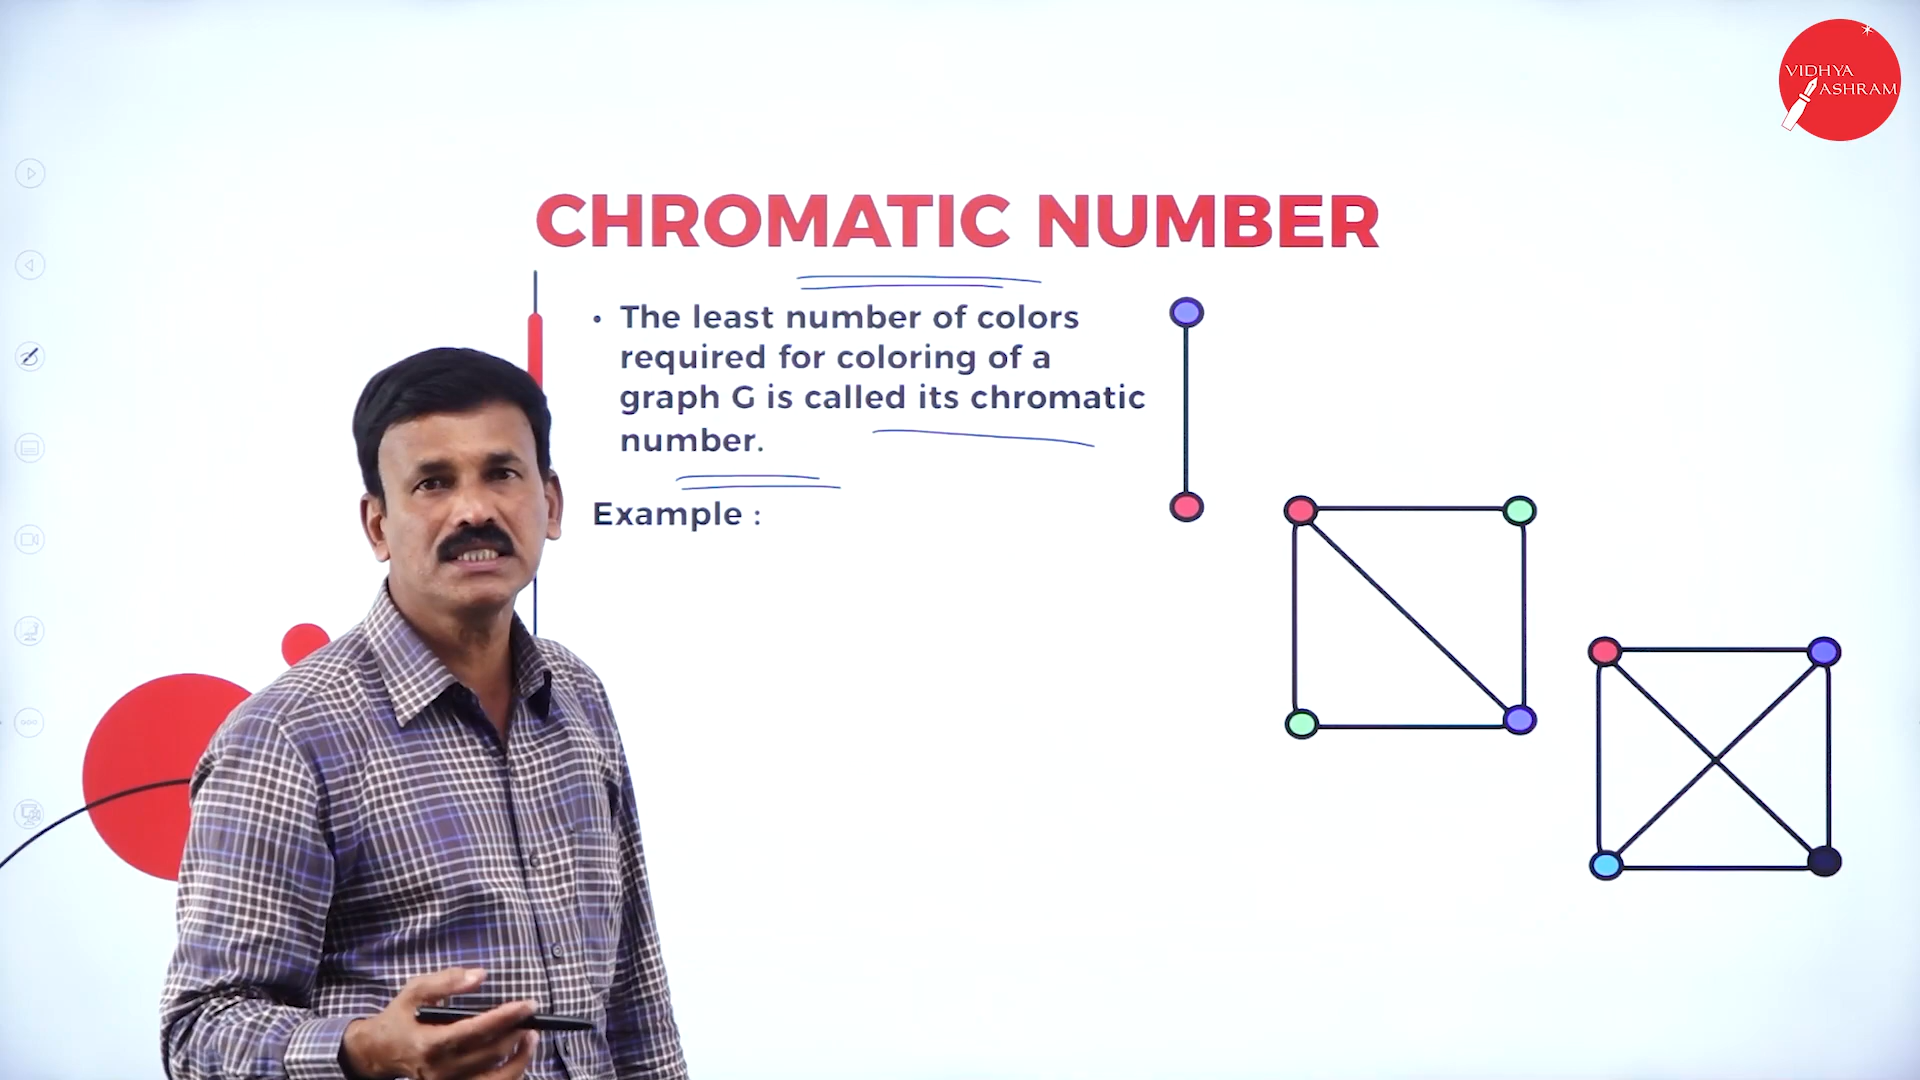 VIDHYA
ASHRAM
CHROMATIC NUMBER
• The least number of colors
required for coloring of a
graph G is called its chromatic
number.
Example :